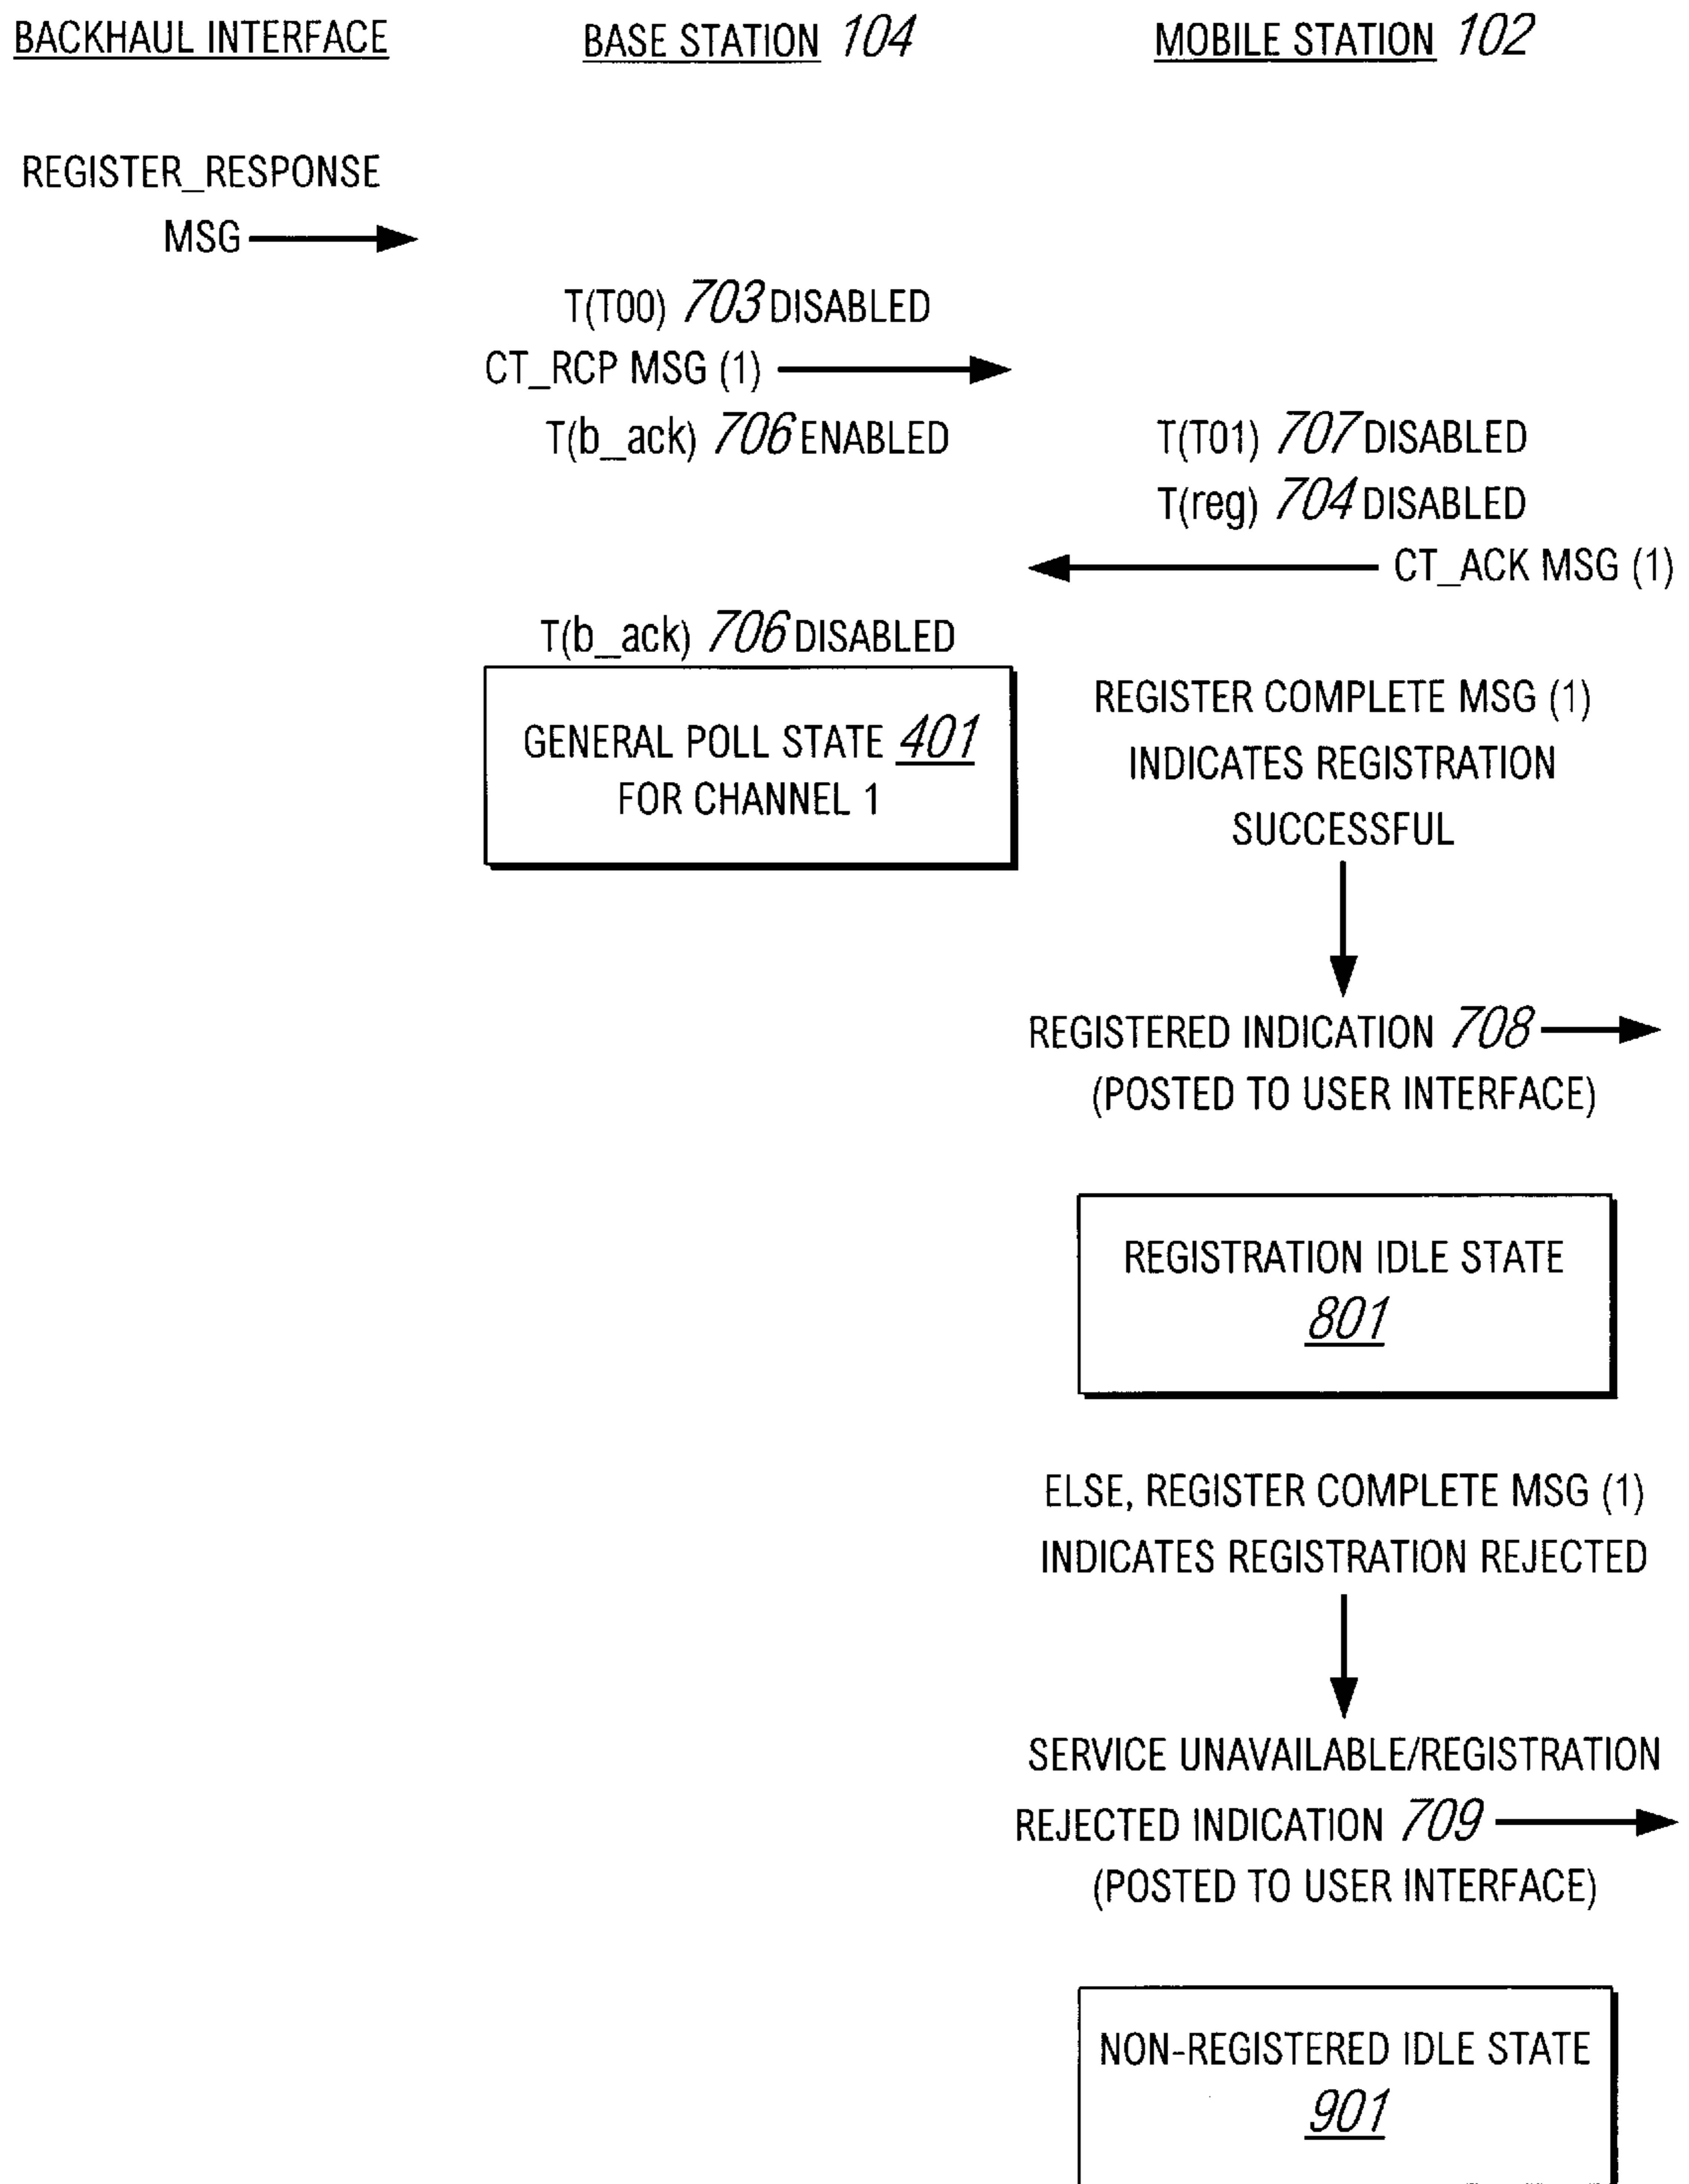 BACKHAUL INTERFACE
BASE STATION 104
MOBILE STATION 102
REGISTER_RESPONSE
MSG
T(T00) 703 DISABLED
CT_RCP MSG (1)
T(b_ack) 706 ENABLED
T(T01) 707 DISABLED
T(reg) 704 DISABLED
CT_ACK MSG (1)
T(b_ack) 706 DISABLED
GENERAL POLL STATE 401
FOR CHANNEL 1
REGISTER COMPLETE MSG (1)
INDICATES REGISTRATION
SUCCESSFUL
REGISTERED INDICATION 708
(POSTED TO USER INTERFACE)
REGISTRATION IDLE STATE
801
ELSE, REGISTER COMPLETE MSG (1)
INDICATES REGISTRATION REJECTED
SERVICE UNAVAILABLE/REGISTRATION
REJECTED INDICATION 709
(POSTED TO USER INTERFACE)
NON-REGISTERED IDLE STATE
901